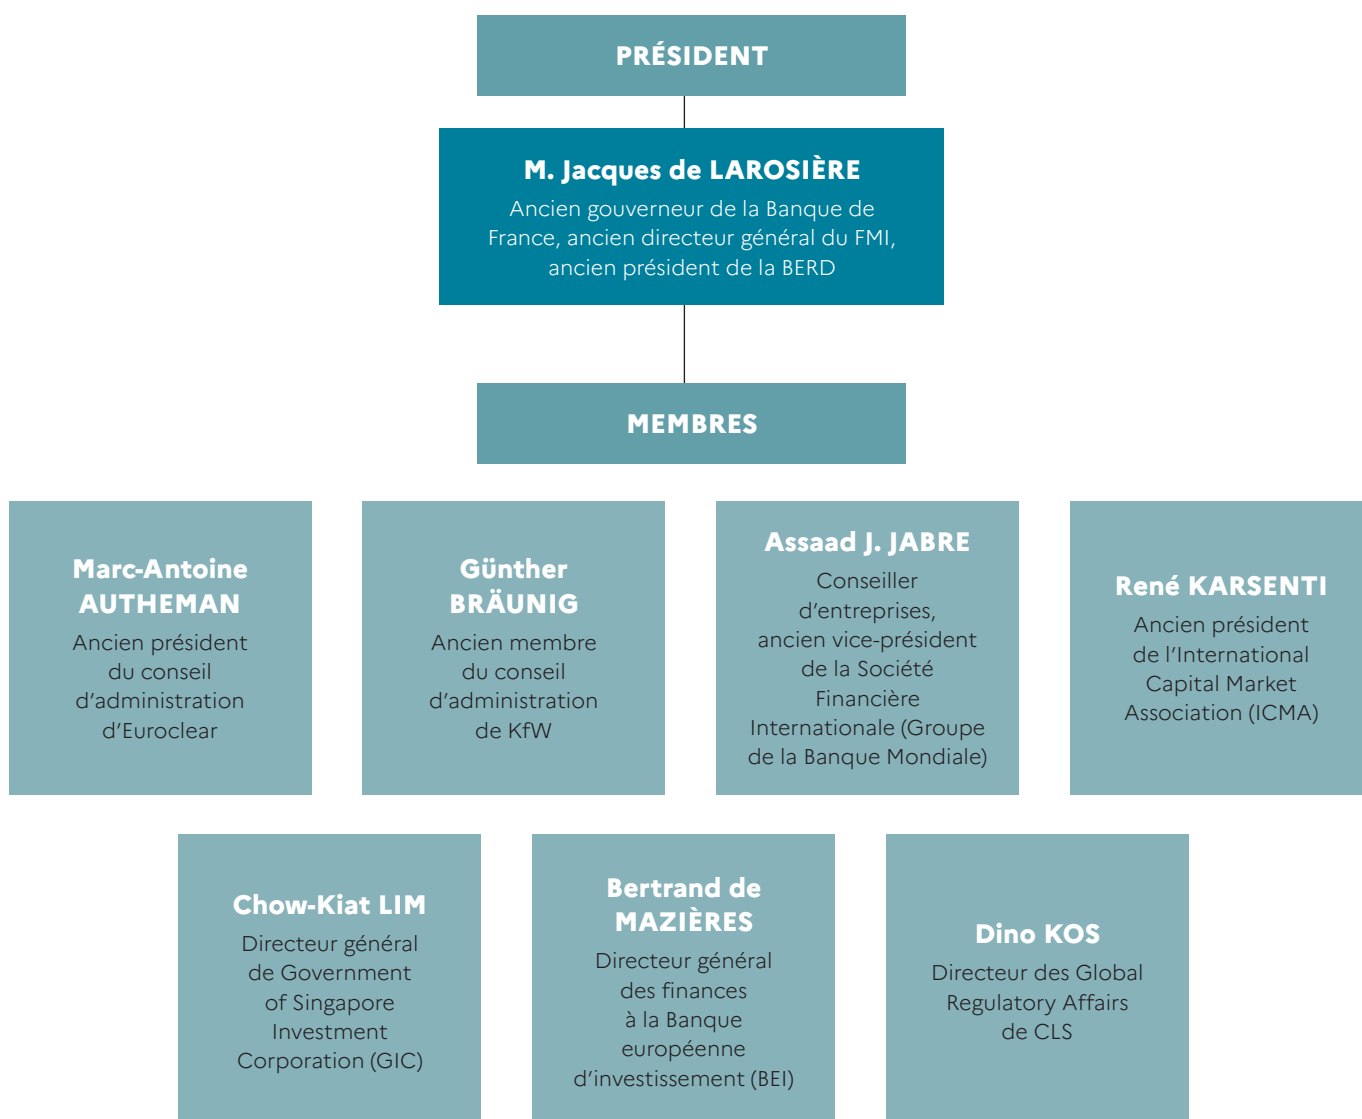 PRÉSIDENT
M. Jacques de LAROSIÈRE
Ancien gouverneur de la Banque de
France, ancien directeur général du FMI,
ancien président de la BERD
MEMBRES
Marc-Antoine
AUTHEMAN
Ancien président
du conseil
d’administration
d’Euroclear
Günther
BRÄUNIG
Ancien membre
du conseil
d’administration
de KfW
Assaad J. JABRE
Conseiller
d’entreprises,
ancien vice-président
de la Société
Financière
Internationale (Groupe
de la Banque Mondiale)
René KARSENTI
Ancien président
de l’International
Capital Market
Association (ICMA)
Chow-Kiat LIM
Directeur général
de Government
of Singapore
Investment
Corporation (GIC)
Bertrand de
MAZIÈRES
Directeur général
des finances
à la Banque
européenne
d’investissement (BEI)
Dino KOS
Directeur des Global
Regulatory Affairs
de CLS